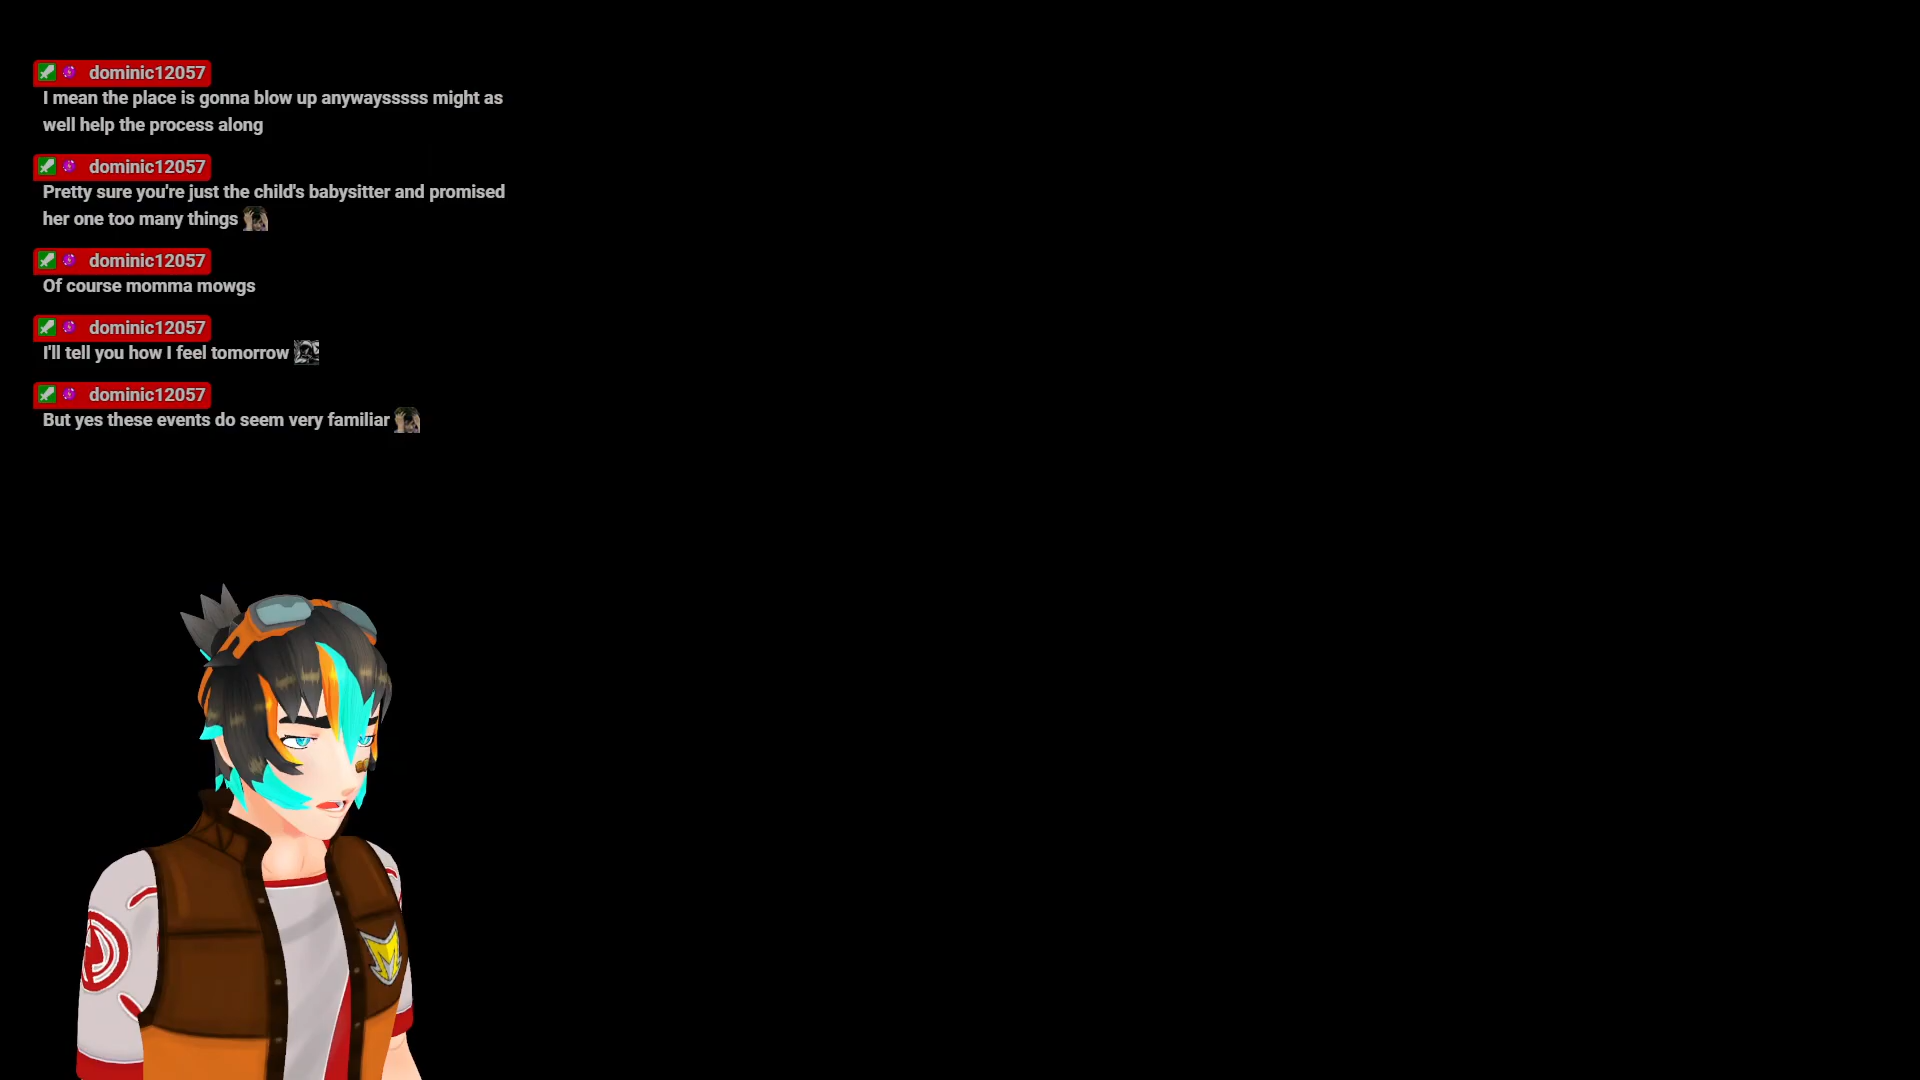 dominic12057
I mean the place is gonna blow up anywaysssss might as
well help the process along
dominic12057
Pretty sure you're just the child's babysitter and promised
her one too many things
dominic12057
Of course momma mowgs
dominic12057
I'll tell you how I feel tomorrow
dominic12057
But yes these events do seem very familiar
M